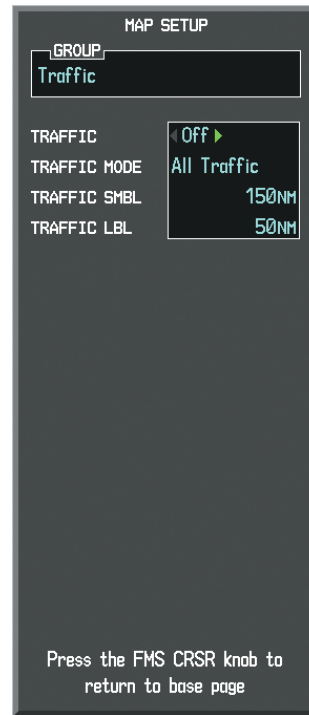 MAP SETUP
GROUP
Traffic
TRAFFIC Off
TRAFFIC MODE All Traffic
TRAFFIC SMBL 150NM
TRAFFIC LBL 50NM
Press the FMS CRSR knob to
return to base page